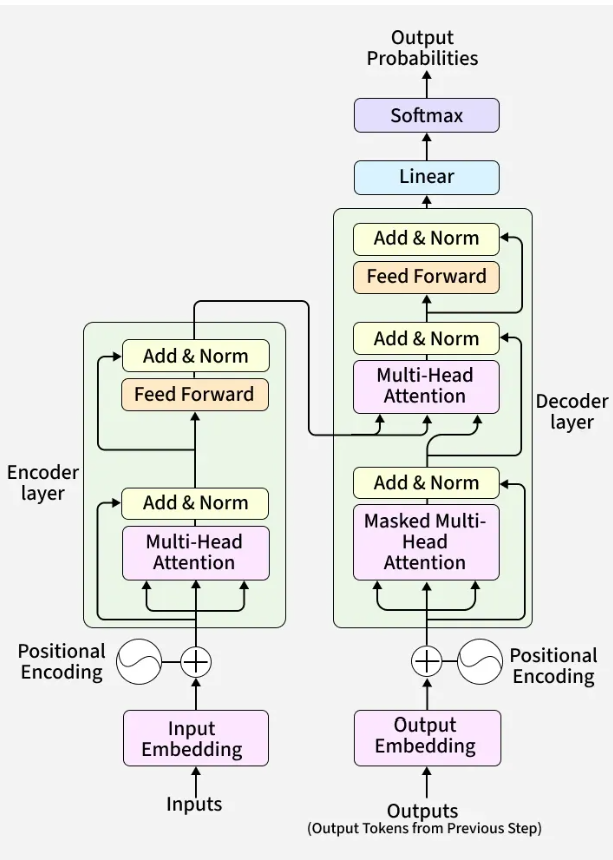 Output
Probabilities
Softmax
Linear
Add & Norm
Feed Forward
Add & Norm
Multi-Head
Attention
Decoder
layer
Add & Norm
Masked Multi-
Head
Attention
Positional
Encoding
Output
Embedding
Outputs
(Output Tokens from Previous Step)
Add & Norm
Feed Forward
Encoder
layer
Add & Norm
Multi-Head
Attention
Positional
Encoding
Input
Embedding
Inputs